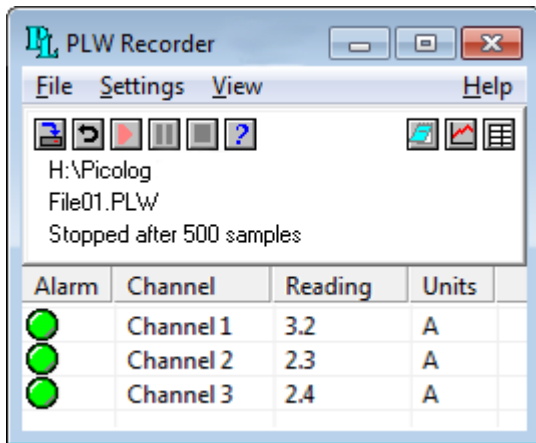 PLW Recorder
File Settings View Help
?
H:\Picolog
File01.PLW
Stopped after 500 samples
Alarm Channel Reading Units
Channel 1 3.2 A
Channel 2 2.3 A
Channel 3 2.4 A